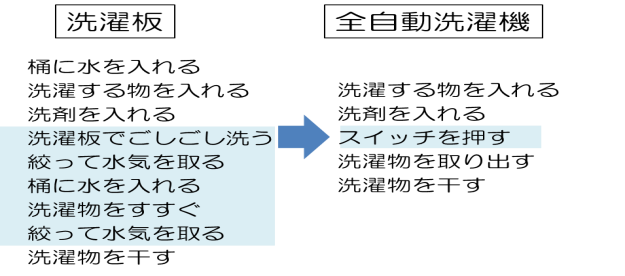 洗濯板
桶に水を入れる
洗濯する物を入れる
洗剤を入れる
洗濯板でごしごし洗う
絞って水気を取る
桶に水を入れる
洗濯物をすすぐ
絞って水気を取る
洗濯物を干す
全自動洗濯機
洗濯する物を入れる
洗剤を入れる
スイッチを押す
洗濯物を取り出す
洗濯物を干す